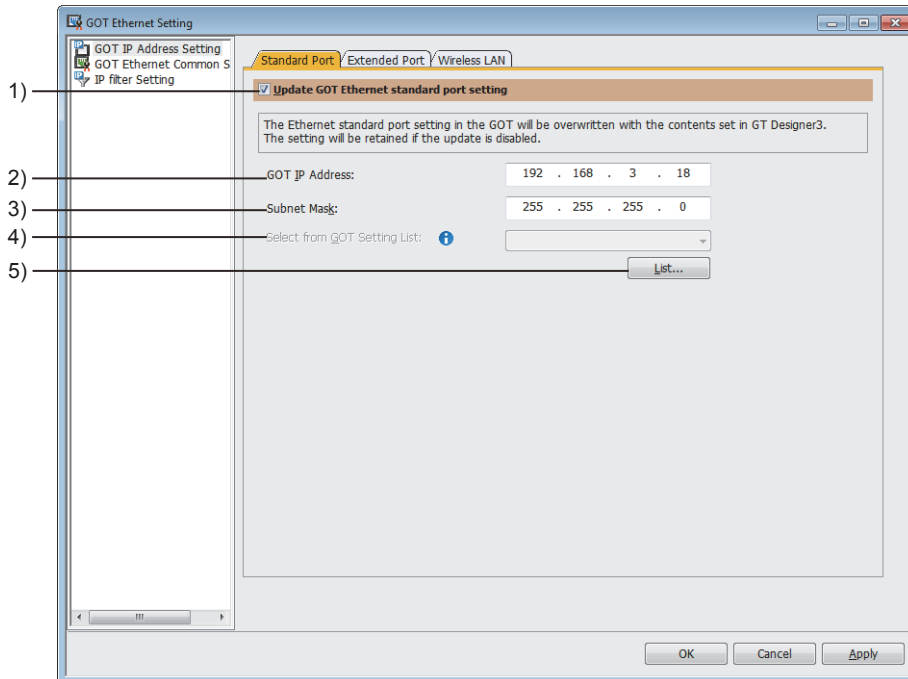 GOT Ethernet Setting
GOT IP Address Setting
GOT Ethernet Common S
IP filter Setting
Standard Port
Extended Port
Wireless LAN
1)
Update GOT Ethernet standard port setting
The Ethernet standard port setting in the GOT will be overwritten with the contents set in GT Designer3.
The setting will be retained if the update is disabled.
2)
GOT IP Address:
192 . 168 . 3 . 18
3)
Subnet Mask:
255 . 255 . 255 . 0
4)
Select from GOT Setting List:
5)
List...
OK
Cancel
Apply